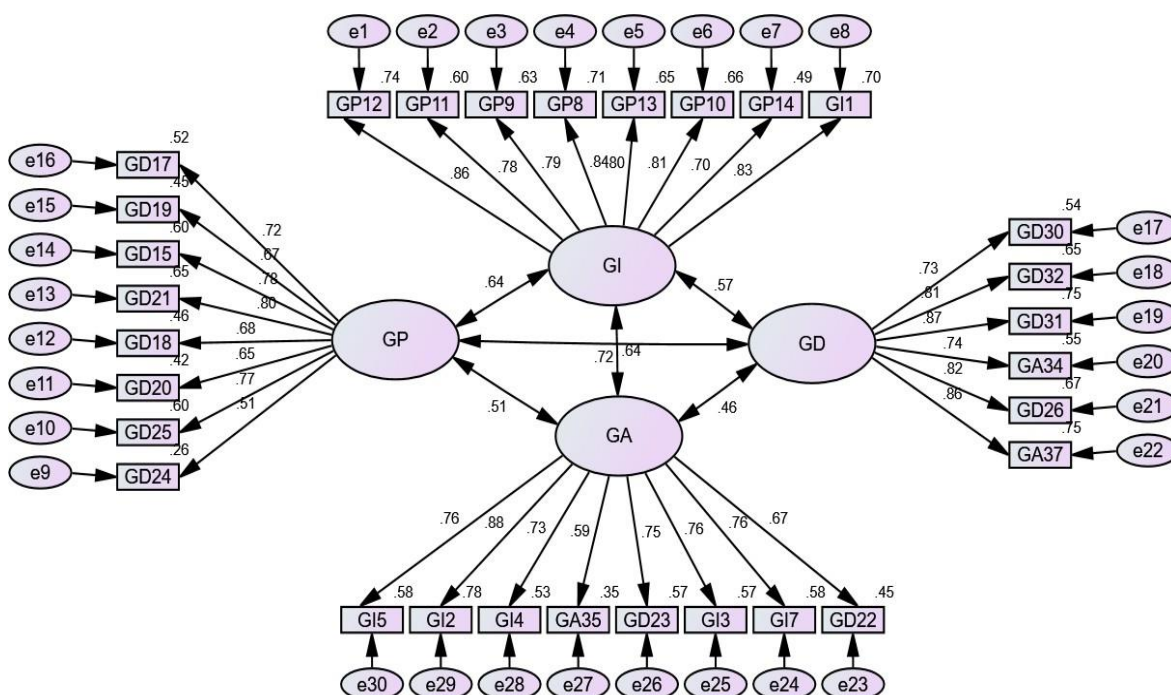 e1 e2 e3 e4 e5 e6 e7 e8
.74 .60 .63 .71 .65 .66 .49 .70
GP12 GP11 GP9 GP8 GP13 GP10 GP14 GI1
.86 .78 .79 .84 .80 .81 .70 .83
e16 GD17 .52
e15 GD19 .45
e14 GD15 .60
e13 GD21 .65
e12 GD18 .46
e11 GD20 .42
e10 GD25 .60
e9 GD24 .26
.72
.67
.78
.80
.68
.65
.77
.51
GI
GP
GD
GA
.64
.57
.72 .64
.51
.46
.73
.81
.87
.74
.82
.86
.54
GD30 e17
.65
GD32 e18
.75
GD31 e19
.55
GA34 e20
.67
GD26 e21
.75
GA37 e22
.76 .88 .73 .59 .75 .76 .76 .67
.58 .78 .53 .35 .57 .57 .58 .45
GI5 GI2 GI4 GA35 GD23 GI3 GI7 GD22
e30 e29 e28 e27 e26 e25 e24 e23